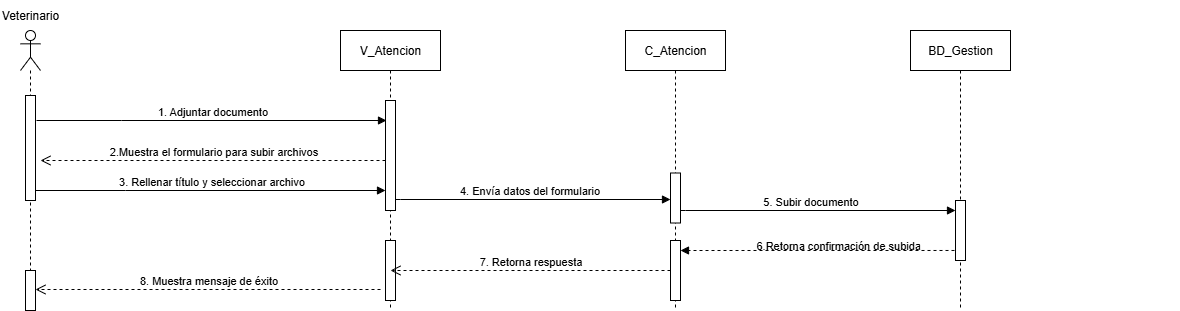 Veterinario
V_Atencion
C_Atencion
BD_Gestion
1. Adjuntar documento
2.Muestra el formulario para subir archivos
3. Rellenar título y seleccionar archivo
4. Envía datos del formulario
5. Subir documento
6 Retorna confirmación de subida
7. Retorna respuesta
8. Muestra mensaje de éxito